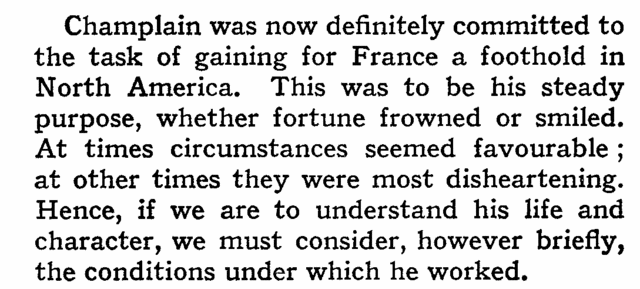 Champlain was now definitely committed to
the task of gaining for France a foothold in
North America. This was to be his steady
purpose, whether fortune frowned or smiled.
At times circumstances seemed favourable ;
at other times they were most disheartening.
Hence, if we are to understand his life and
character, we must consider, however briefly,
the conditions under which he worked.